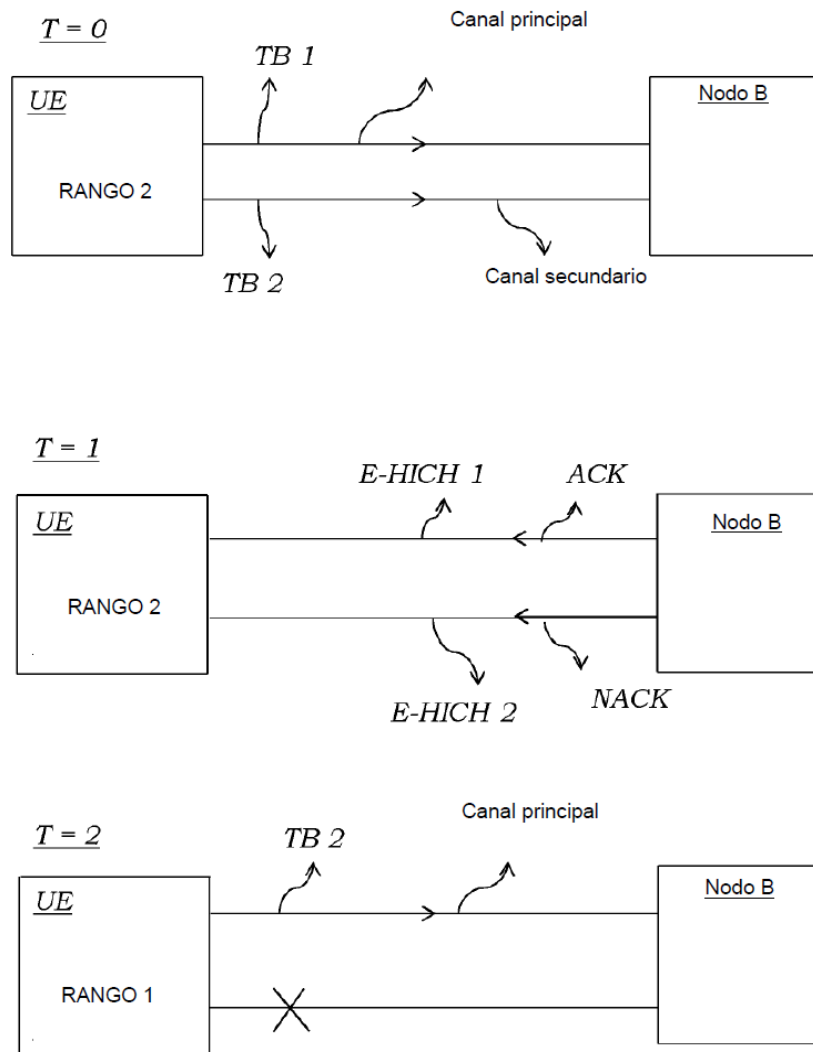 T = 0
Canal principal
TB 1
UE
Nodo B
RANGO 2
TB 2
Canal secundario
T = 1
E-HICH 1
ACK
UE
Nodo B
RANGO 2
E-HICH 2
NACK
T = 2
TB 2
Canal principal
UE
Nodo B
RANGO 1